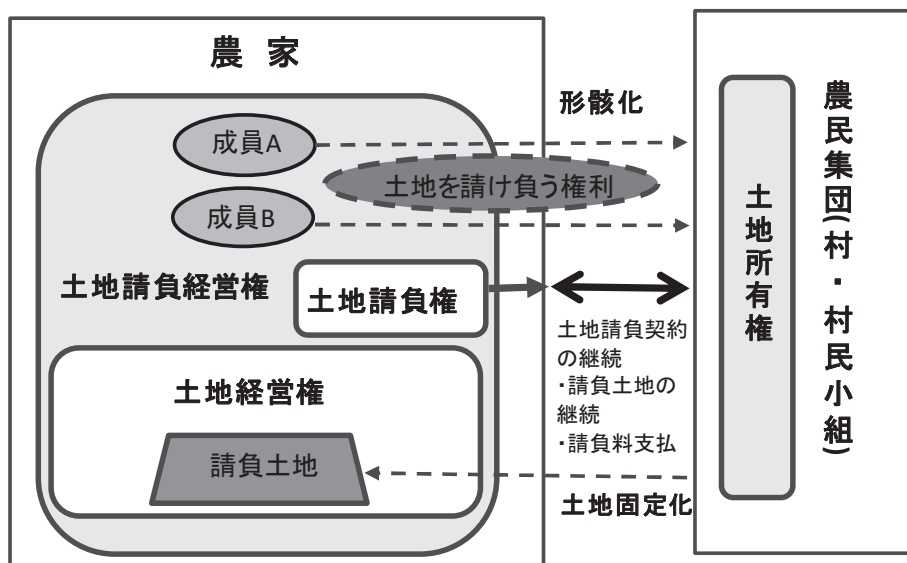 農 家
形骸化
成員A
土地を請け負う権利
成員B
土地請負経営権
土地請負権
土地請負契約
の継続
・請負土地の
継続
・請負料支払
土地経営権
請負土地
土地固定化
土地所有権
農民集団(村・村民小組)